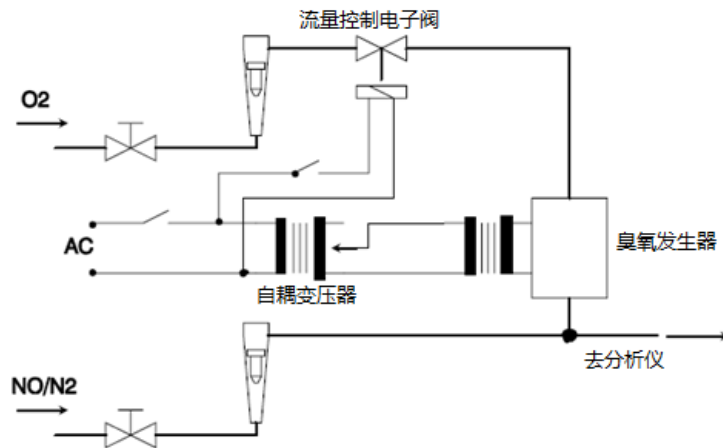 流量控制电子阀
O2
AC
臭氧发生器
自耦变压器
去分析仪
NO/N2